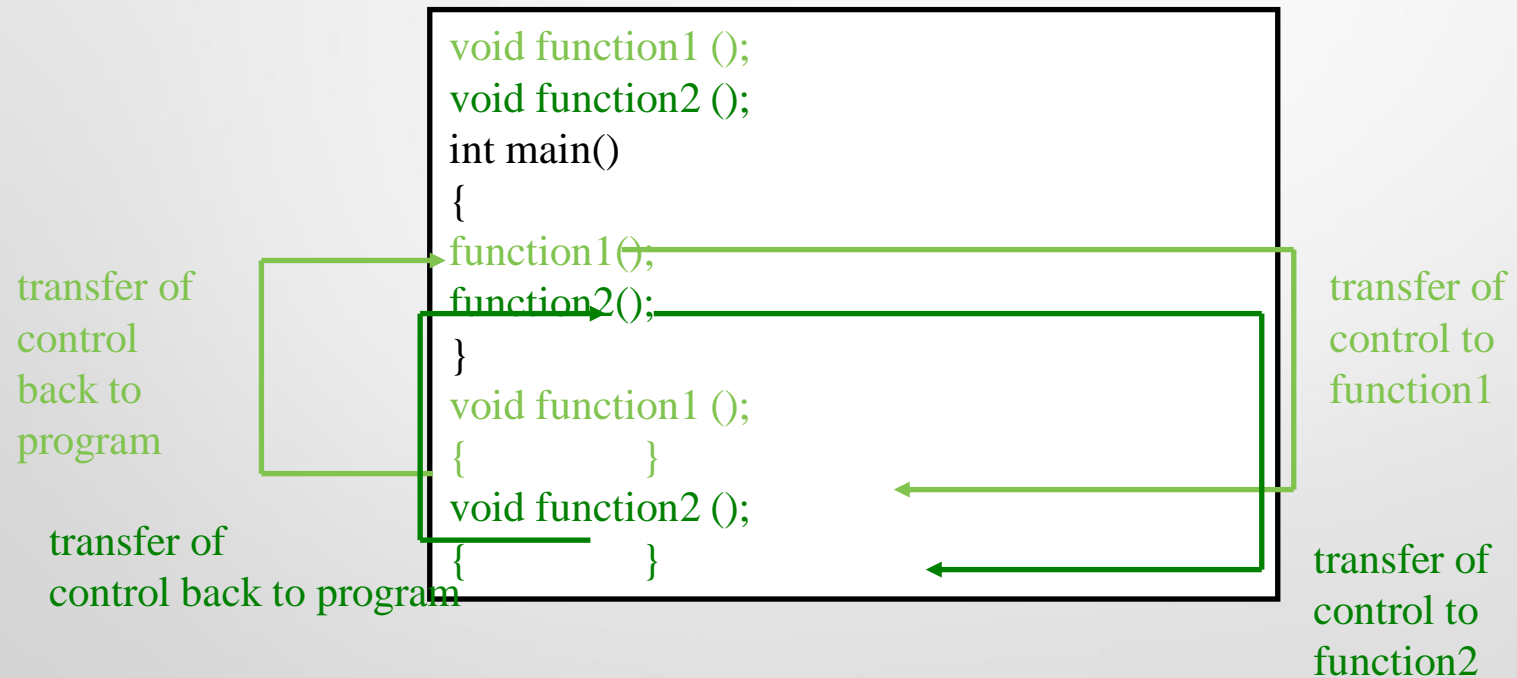 void function1 ();
void function2 ();
int main()
{
function1();
function2();
}
void function1 ();
{ }
void function2 ();
{ }
transfer of
control
back to
program
transfer of
control back to program
transfer of
control to
function1
transfer of
control to
function2